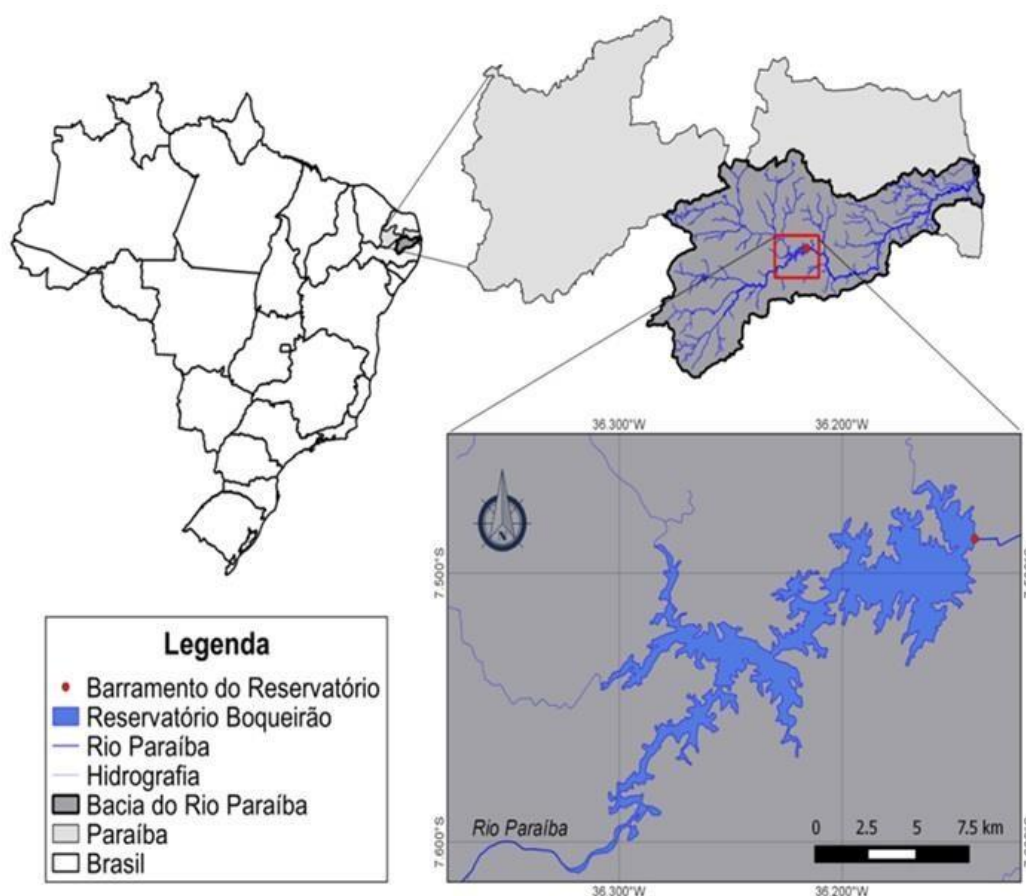 36.300°W 36.200°W
7.500°S
Legenda
Barramento do Reservatório
Reservatório Boqueirão
Rio Paraíba
Hidrografia
Bacia do Rio Paraíba
Paraíba
Brasil
Rio Paraíba
0 2.5 5 7.5 km
7.600°S
36.300°W 36.200°W